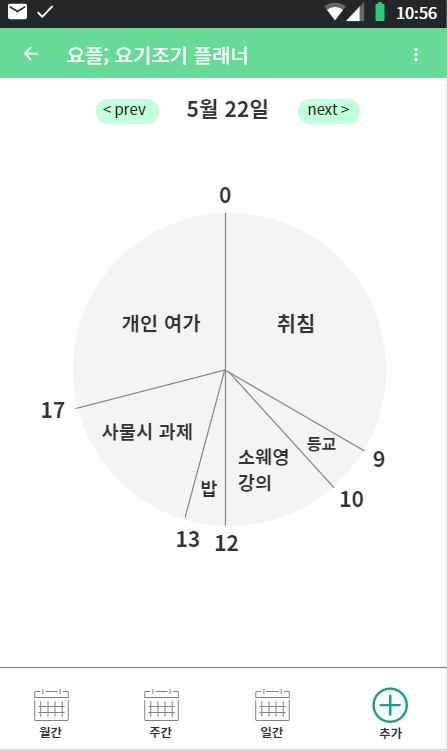 10:56
요플; 요기조기 플래너
< prev
5월 22일
next >
0
개인 여가
취침
17
사물시 과제
등교
소웨영
강의
밥
9
10
13
12
월간
주간
일간
추가